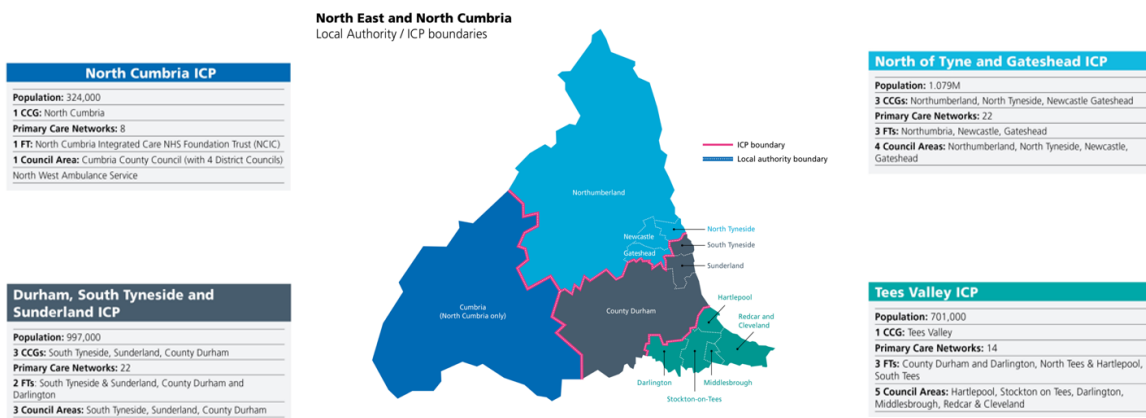 North East and North Cumbria
Local Authority / ICP boundaries
North Cumbria ICP
Population: 324,000
1 CCG: North Cumbria
Primary Care Networks: 8
1 FT: North Cumbria Integrated Care NHS Foundation Trust (NCIC)
1 Council Area: Cumbria County Council (with 4 District Councils)
North West Ambulance Service
North of Tyne and Gateshead ICP
Population: 1.079M
3 CCGs: Northumberland, North Tyneside, Newcastle Gateshead
Primary Care Networks: 22
3 FTs: Northumbria, Newcastle, Gateshead
4 Council Areas: Northumberland, North Tyneside, Newcastle,
Gateshead
ICP boundary
Local authority boundary
Northumberland
North Tyneside
Newcastle
South Tyneside
Gateshead
Sunderland
Hartlepool
Cumbria
(North Cumbria only)
County Durham
Redcar and
Cleveland
Darlington
Middlesbrough
Stockton-on-Tees
Durham, South Tyneside and
Sunderland ICP
Population: 997,000
3 CCGs: South Tyneside, Sunderland, County Durham
Primary Care Networks: 22
2 FTs: South Tyneside & Sunderland, County Durham and
Darlington
3 Council Areas: South Tyneside, Sunderland, County Durham
Tees Valley ICP
Population: 701,000
1 CCG: Tees Valley
Primary Care Networks: 14
3 FTs: County Durham and Darlington, North Tees & Hartlepool,
South Tees
5 Council Areas: Hartlepool, Stockton on Tees, Darlington,
Middlesbrough, Redcar & Cleveland